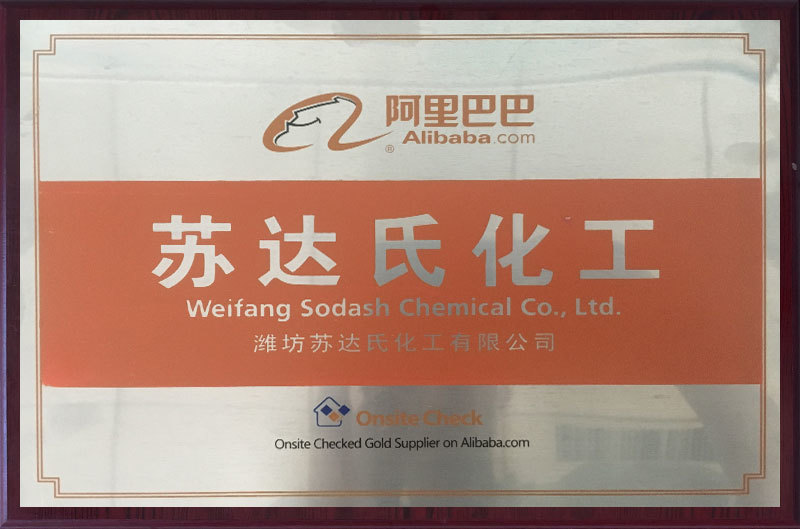 阿里巴巴
Alibaba.com
®
苏达氏化工
Weifang Sodash Chemical Co., Ltd.
潍坊苏达氏化工有限公司
Onsite Check
Onsite Checked Gold Supplier on Alibaba.com